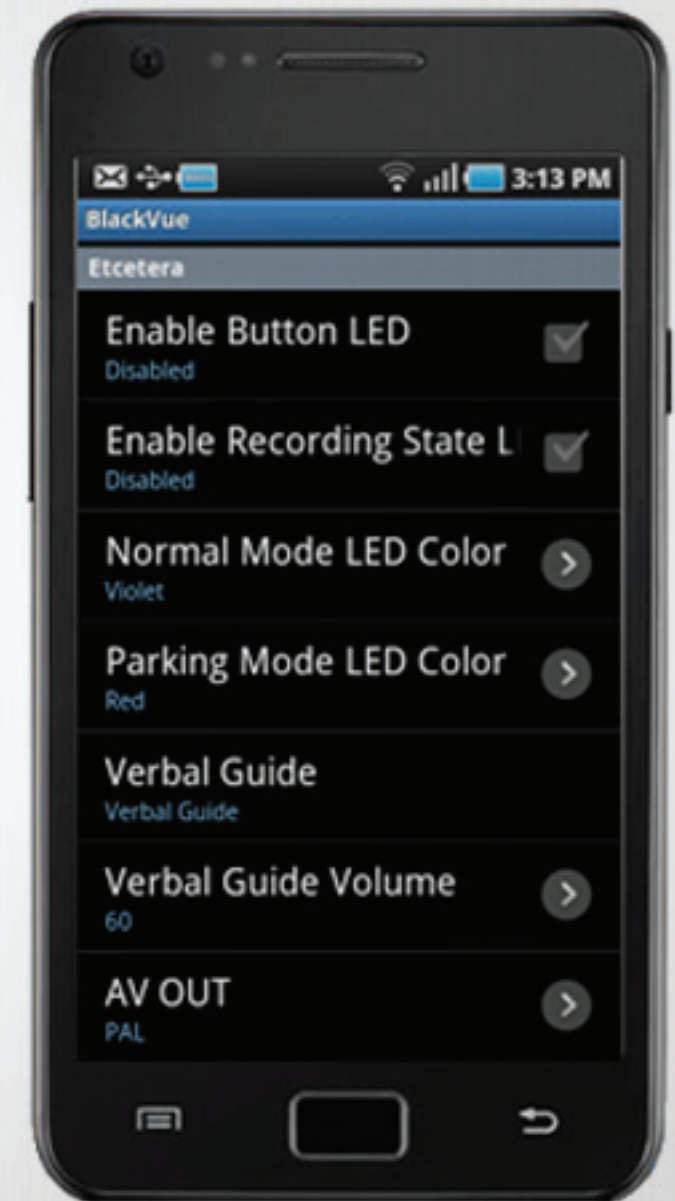 3:13 PM
BlackVue
Etcetera
Enable Button LED
Disabled
Enable Recording State L
Disabled
Normal Mode LED Color
Violet
Parking Mode LED Color
Red
Verbal Guide
Verbal Guide
Verbal Guide Volume
60
AV OUT
PAL